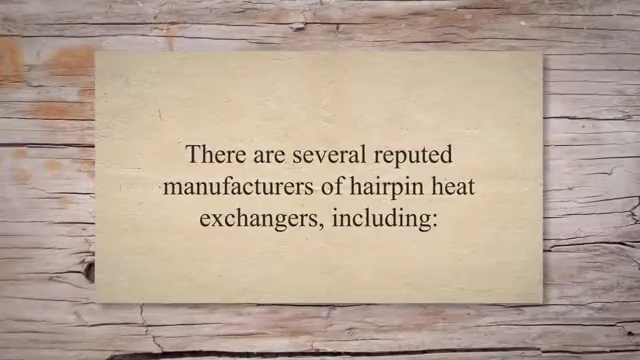 There are several reputed
manufacturers of hairpin heat
exchangers, including: